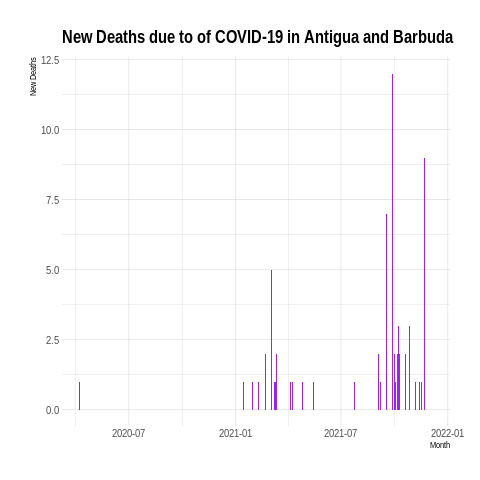 New Deaths due to of COVID-19 in Antigua and Barbuda
New Deaths
12.5
10.0
7.5
5.0
2.5
0.0
2020-07 2021-01 2021-07 2022-01
Month